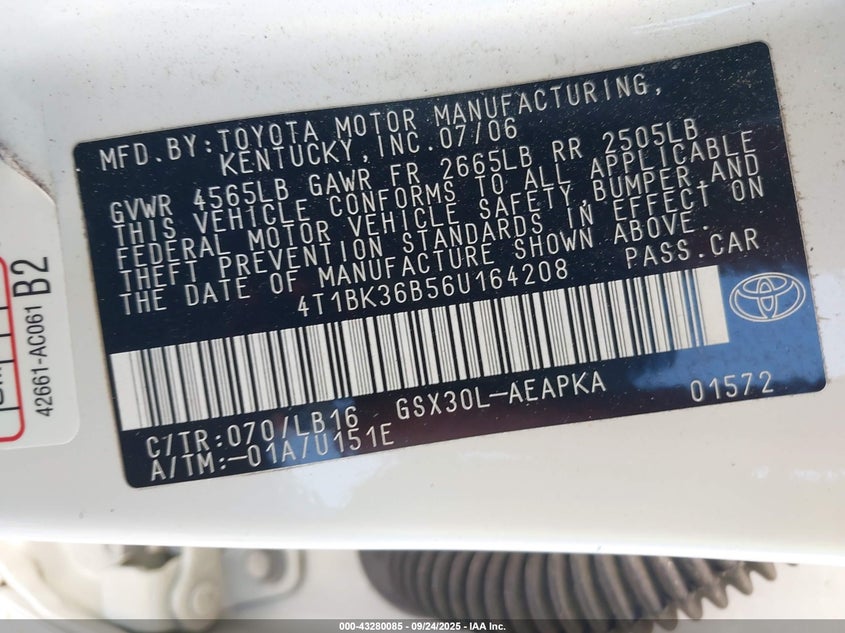 MFD.BY:TOYOTA MOTOR MANUFACTURING,
KENTUCKY,INC.07/06
GVWR 4565LB GAWR FR 2665LB RR 2505LB
THIS VEHICLE CONFORMS TO ALL APPLICABLE
FEDERAL MOTOR VEHICLE SAFETY,BUMPER AND
THEFT PREVENTION STANDARDS IN EFFECT ON
THE DATE OF MANUFACTURE SHOWN ABOVE.
4T1BK36B56U164208 PASS.CAR
C/TR:070/LB16 GSX30L-AEAPKA 01572
A/TM:-01A/U151E
42661-AC061 B2
000-43280085 - 09/24/2025 - IAA Inc.